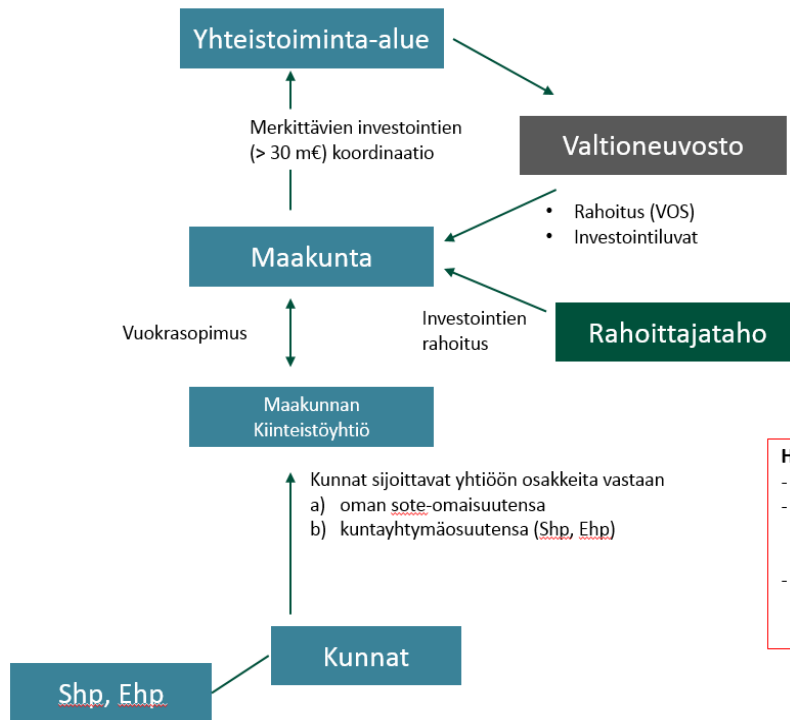 Yhteistoiminta-alue
Merkittävien investointien
(> 30 m€) koordinaatio
Valtioneuvosto
• Rahoitus (VOS)
• Investointiluvat
Maakunta
Vuokrasopimus
Investointien
rahoitus
Rahoittajataho
Maakunnan
Kiinteistöyhtiö
Kunnat sijoittavat yhtiöön osakkeita vastaan
a) oman sote-omaisuutensa
b) kuntayhtymäosuutensa (Shp, Ehp)
H
-
-
-
Kunnat
Shp, Ehp